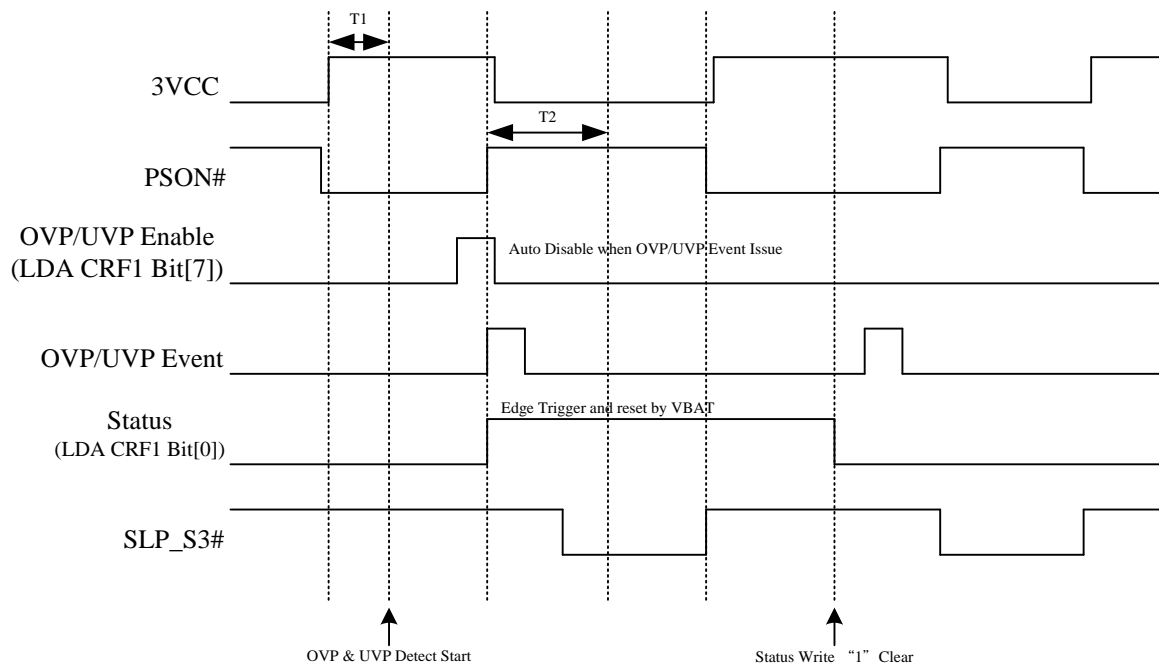 T1
3VCC
T2
PSON#
OVP/UVP Enable
(LDA CRF1 Bit[7])
Auto Disable when OVP/UVP Event Issue
OVP/UVP Event
Edge Trigger and reset by VBAT
Status
(LDA CRF1 Bit[0])
SLP_S3#
OVP & UVP Detect Start
Status Write “1” Clear